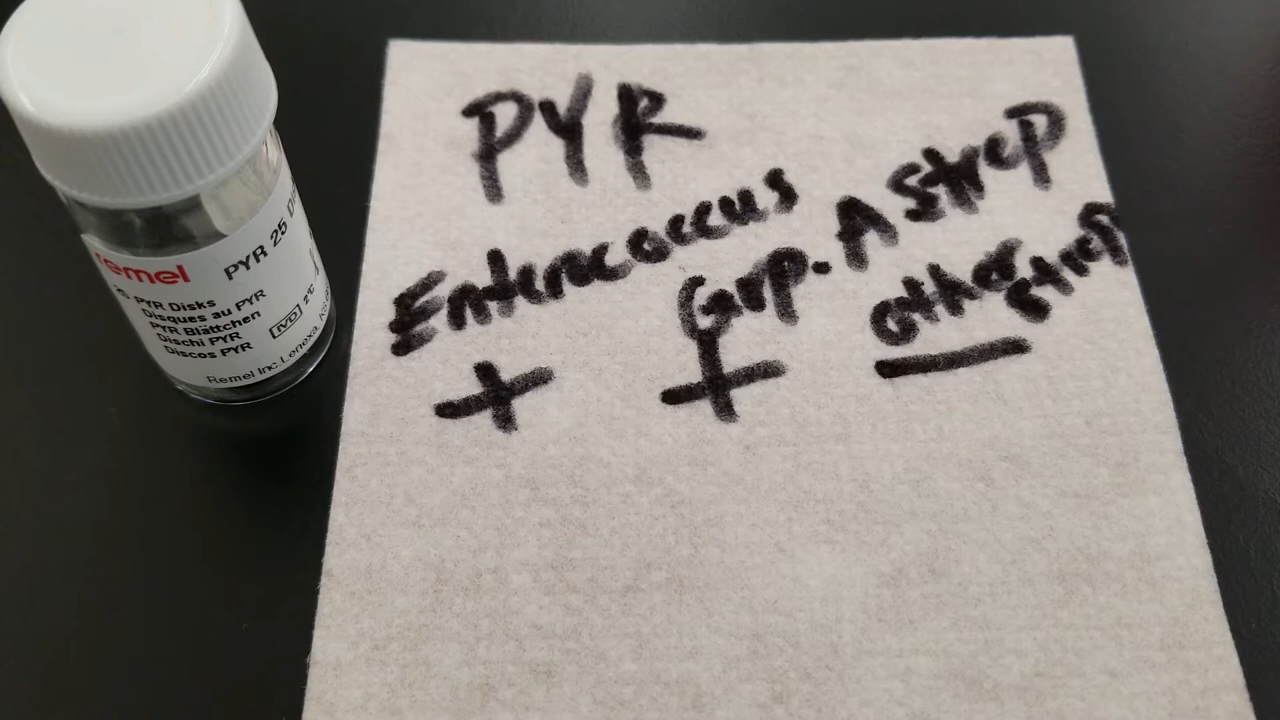 PYR
Enterococcus Grp. A Strep other strep
+ + −
remel PYR 25
PYR Disks
Disques au PYR
PYR Blättchen
Dischi PYR
Discos PYR
IVD 2°
Remel Inc. Lenexa,